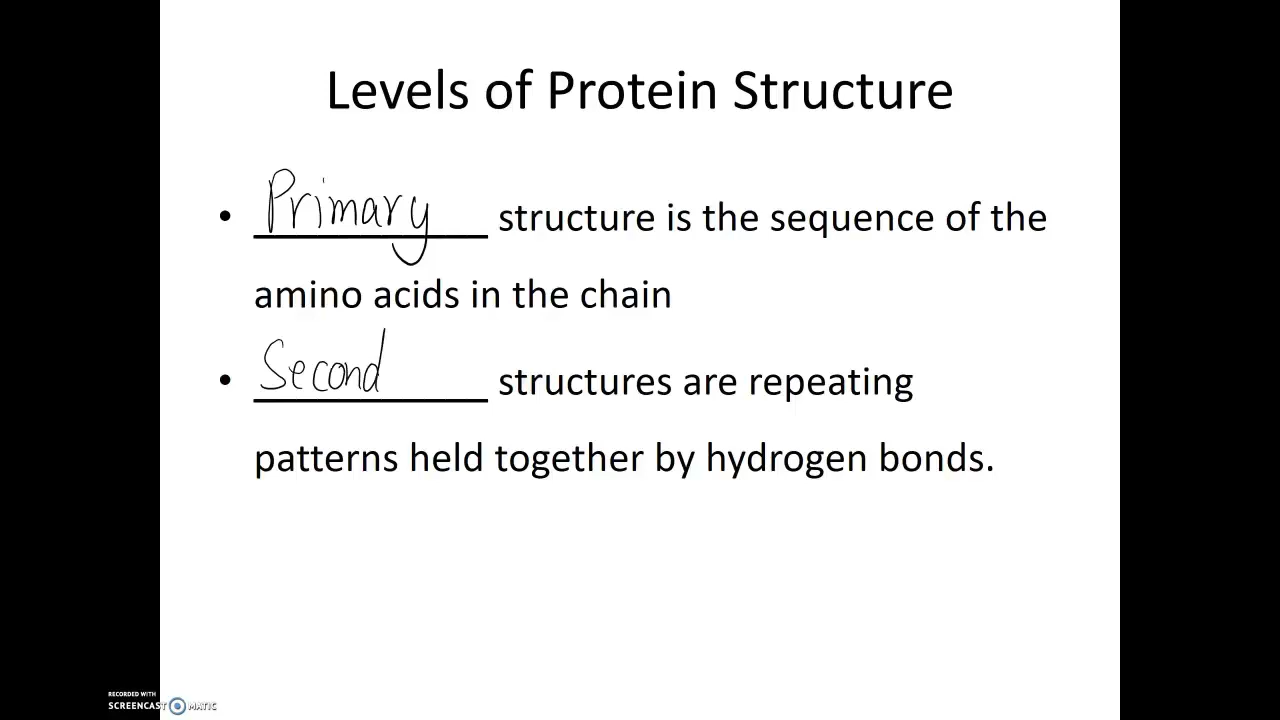 Levels of Protein Structure
• Primary structure is the sequence of the
amino acids in the chain
• Second structures are repeating
patterns held together by hydrogen bonds.
RECORDED WITH
SCREENCAST MATIC